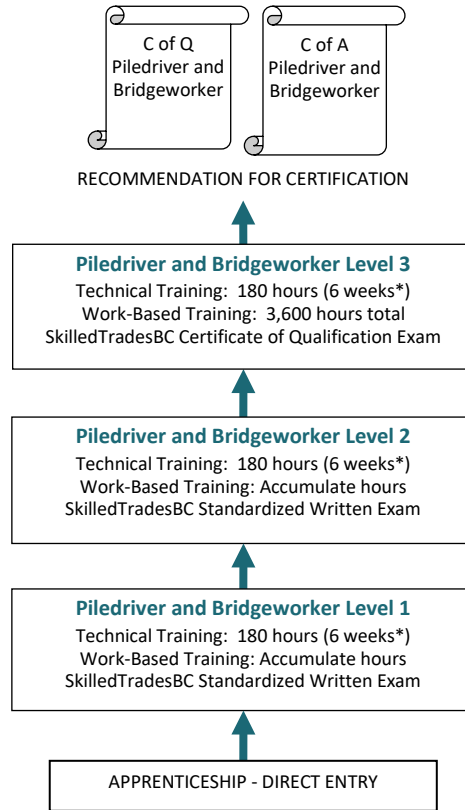 C of Q
Piledriver and
Bridgeworker
C of A
Piledriver and
Bridgeworker
RECOMMENDATION FOR CERTIFICATION
Piledriver and Bridgeworker Level 3
Technical Training:  180 hours (6 weeks*)
Work-Based Training:  3,600 hours total
SkilledTradesBC Certificate of Qualification Exam
Piledriver and Bridgeworker Level 2
Technical Training:  180 hours (6 weeks*)
Work-Based Training: Accumulate hours
SkilledTradesBC Standardized Written Exam
Piledriver and Bridgeworker Level 1
Technical Training:  180 hours (6 weeks*)
Work-Based Training: Accumulate hours
SkilledTradesBC Standardized Written Exam
APPRENTICESHIP - DIRECT ENTRY